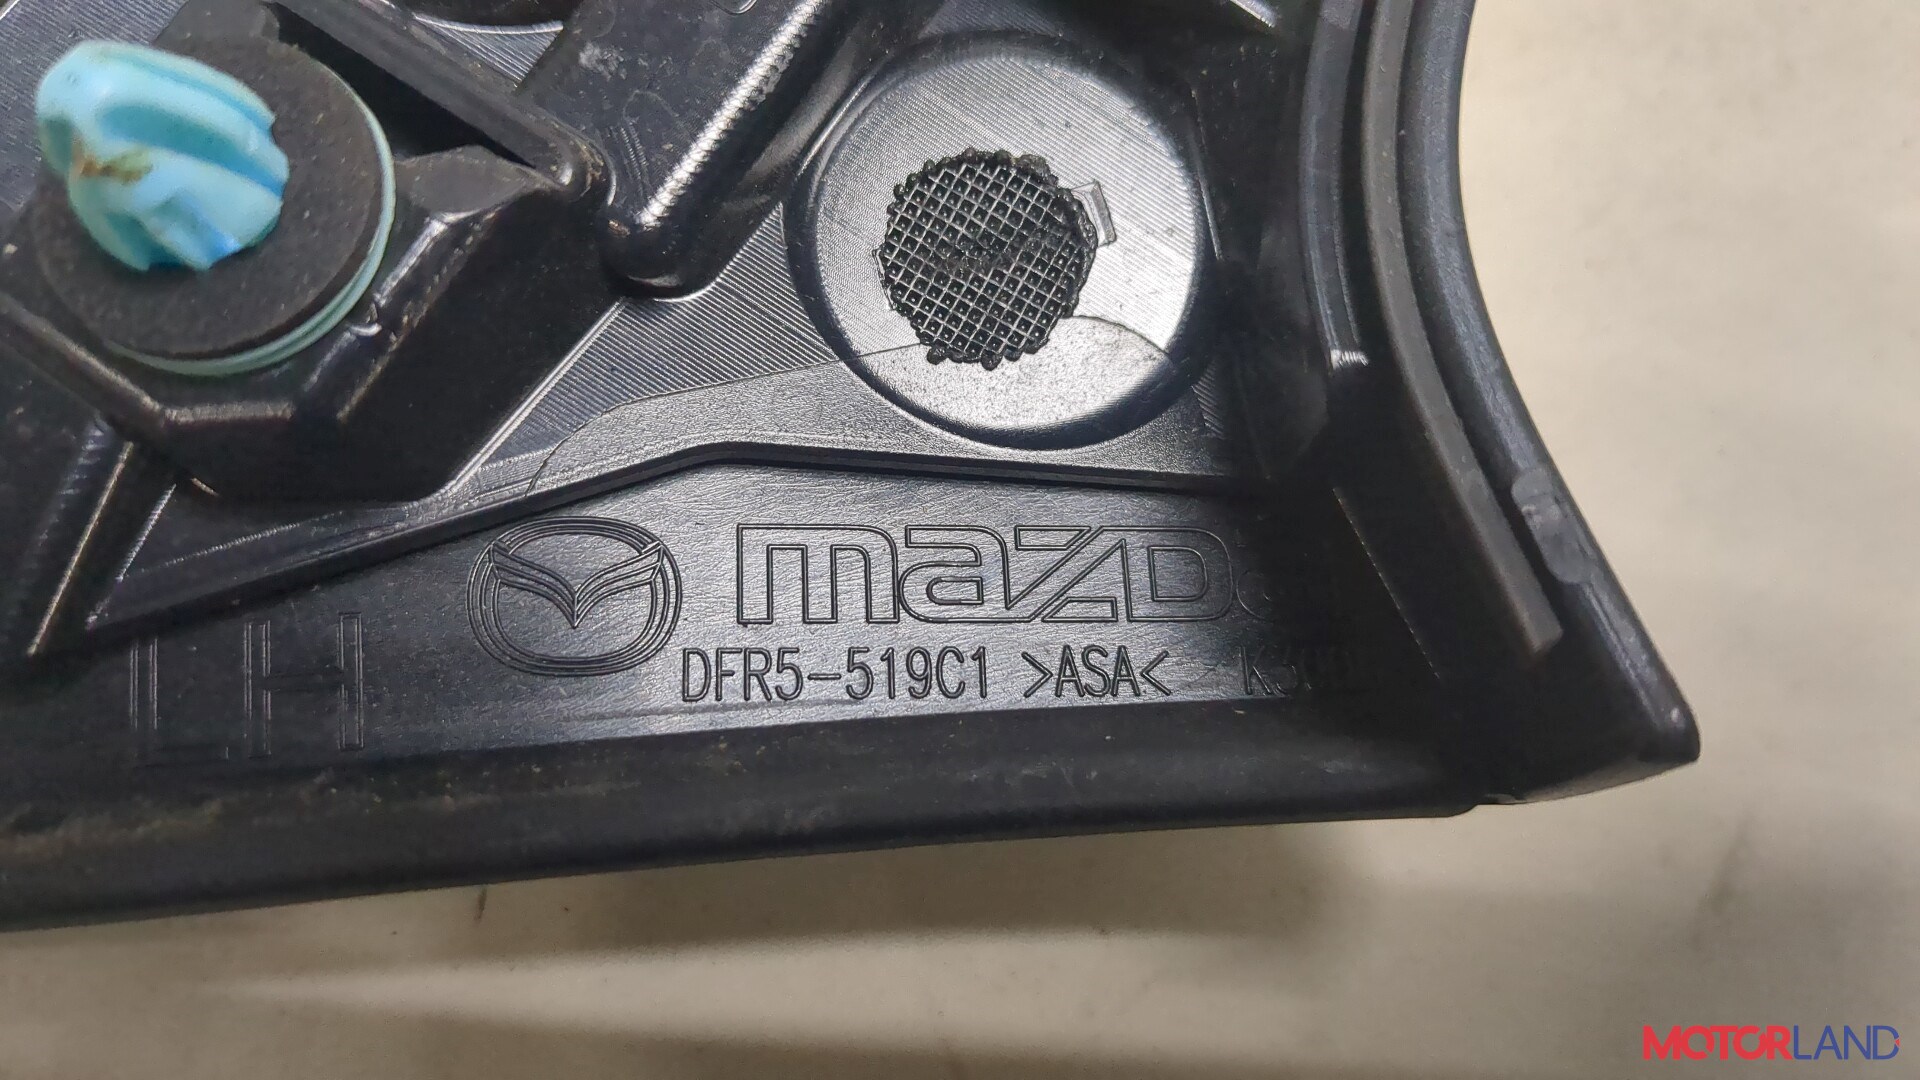 mazda
LH
DFR5-519C1 >ASA<
MOTORLAND